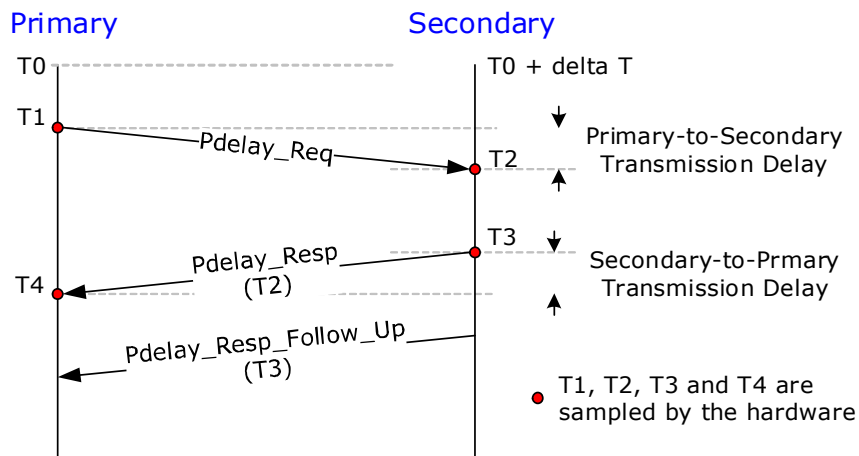 Primary
Secondary
T0
T0 + delta T
T1
Pdelay_Req
T2
Primary-to-Secondary
Transmission Delay
T3
Pdelay_Resp
(T2)
T4
Secondary-to-Prmary
Transmission Delay
Pdelay_Resp_Follow_Up
(T3)
T1, T2, T3 and T4 are
sampled by the hardware